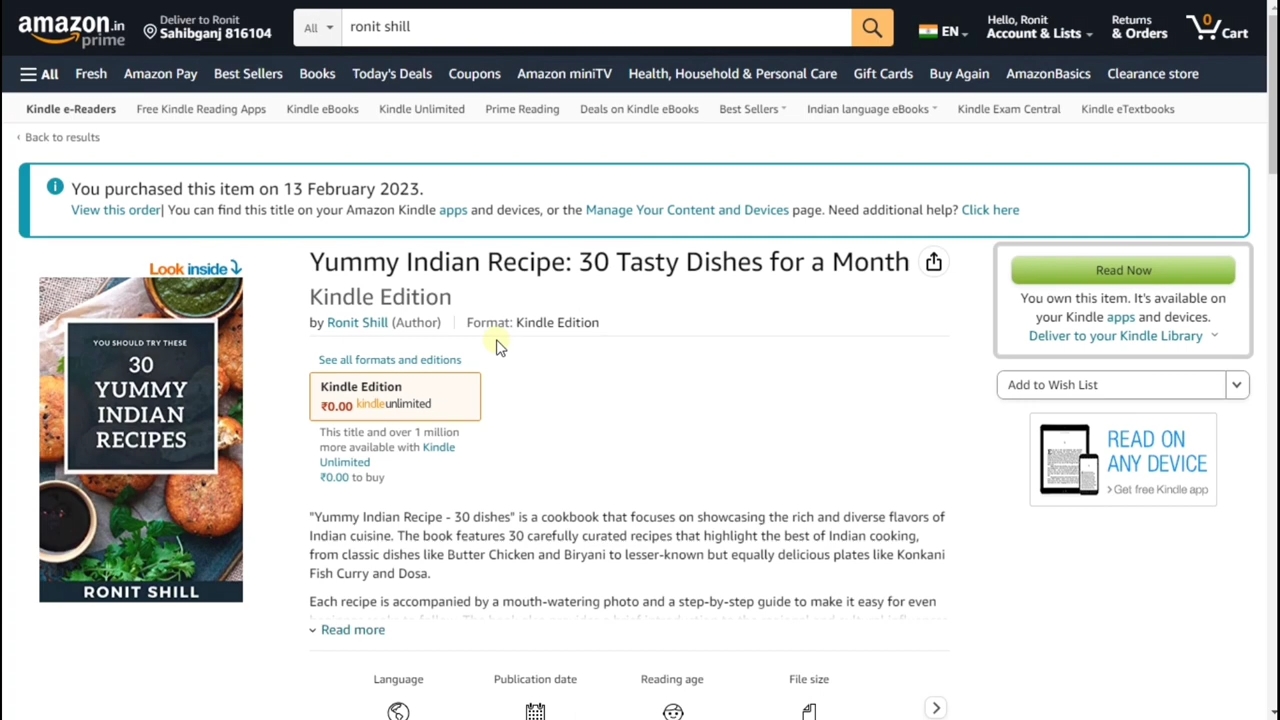 amazon.in
prime
Deliver to Ronit
Sahibganj 816104
All
ronit shill
EN
Hello, Ronit
Account & Lists
Returns
& Orders
0
Cart
All
Fresh
Amazon Pay
Best Sellers
Books
Today's Deals
Coupons
Amazon miniTV
Health, Household & Personal Care
Gift Cards
Buy Again
AmazonBasics
Clearance store
Kindle e-Readers
Free Kindle Reading Apps
Kindle eBooks
Kindle Unlimited
Prime Reading
Deals on Kindle eBooks
Best Sellers
Indian language eBooks
Kindle Exam Central
Kindle eTextbooks
‹ Back to results
You purchased this item on 13 February 2023.
View this order| You can find this title on your Amazon Kindle apps and devices, or the Manage Your Content and Devices page. Need additional help? Click here
Look inside
YOU SHOULD TRY THESE
30
YUMMY
INDIAN
RECIPES
RONIT SHILL
Yummy Indian Recipe: 30 Tasty Dishes for a Month
Kindle Edition
by Ronit Shill (Author)
Format: Kindle Edition
See all formats and editions
Kindle Edition
₹0.00 kindleunlimited
This title and over 1 million
more available with Kindle
Unlimited
₹0.00 to buy
"Yummy Indian Recipe - 30 dishes" is a cookbook that focuses on showcasing the rich and diverse flavors of
Indian cuisine. The book features 30 carefully curated recipes that highlight the best of Indian cooking,
from classic dishes like Butter Chicken and Biryani to lesser-known but equally delicious plates like Konkani
Fish Curry and Dosa.
Each recipe is accompanied by a mouth-watering photo and a step-by-step guide to make it easy for even
Read more
Language
Publication date
Reading age
File size
Read Now
You own this item. It's available on
your Kindle apps and devices.
Deliver to your Kindle Library
Add to Wish List
READ ON
ANY DEVICE
› Get free Kindle app